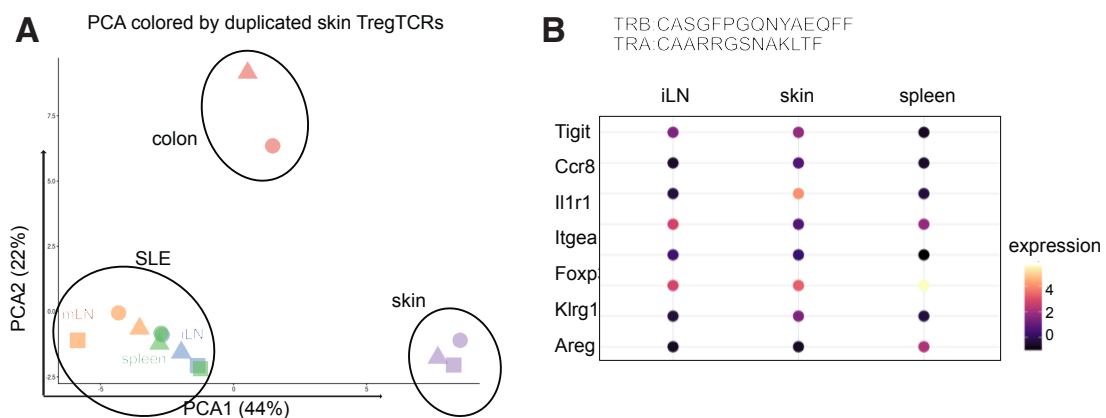 A
PCA colored by duplicated skin TregTCRs
colon
SLE
mLN
iLN
spleen
skin
7.5
5.0
2.5
0.0
-2.5
-5
0
5
PCA2 (22%)
PCA1 (44%)
B
TRB:CASGFPGQNYAEQFF
TRA:CAARRGSNAKLTF
iLN skin spleen
Tigit
Ccr8
Il1r1
Itgea
Foxp
Klrg1
Areg
expression
4
2
0